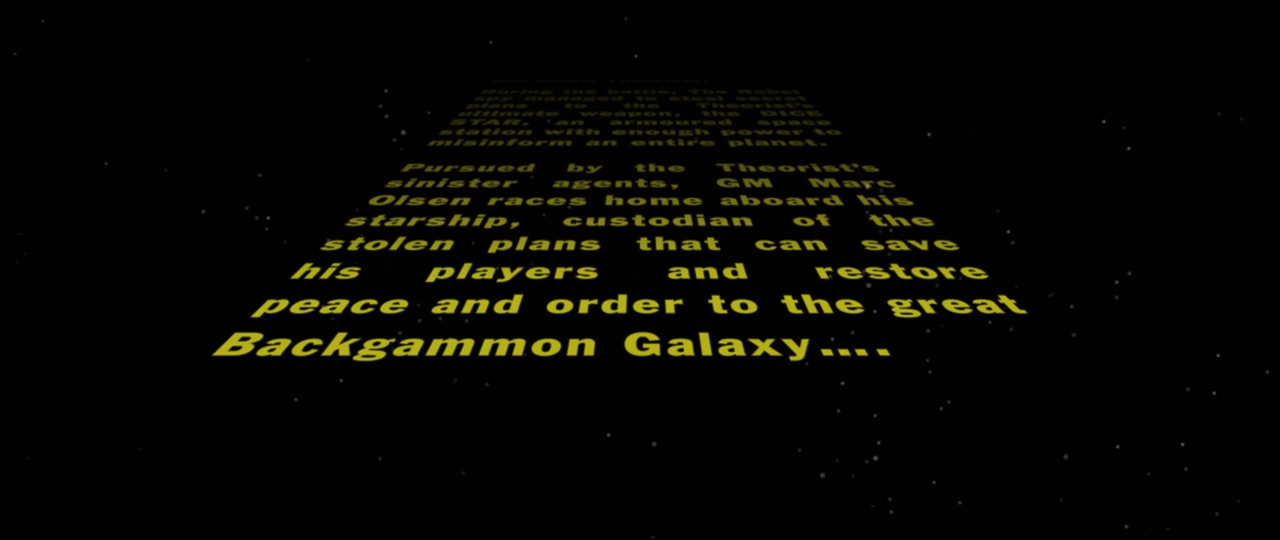 During the battle, The Rebel
spy managed to steal secret
plans to the Theorist's
ultimate weapon, the DICE
STAR, an armoured space
station with enough power to
misinform an entire planet.
Pursued by the Theorist's
sinister agents, GM Marc
Olsen races home aboard his
starship, custodian of the
stolen plans that can save
his players and restore
peace and order to the great
Backgammon Galaxy....